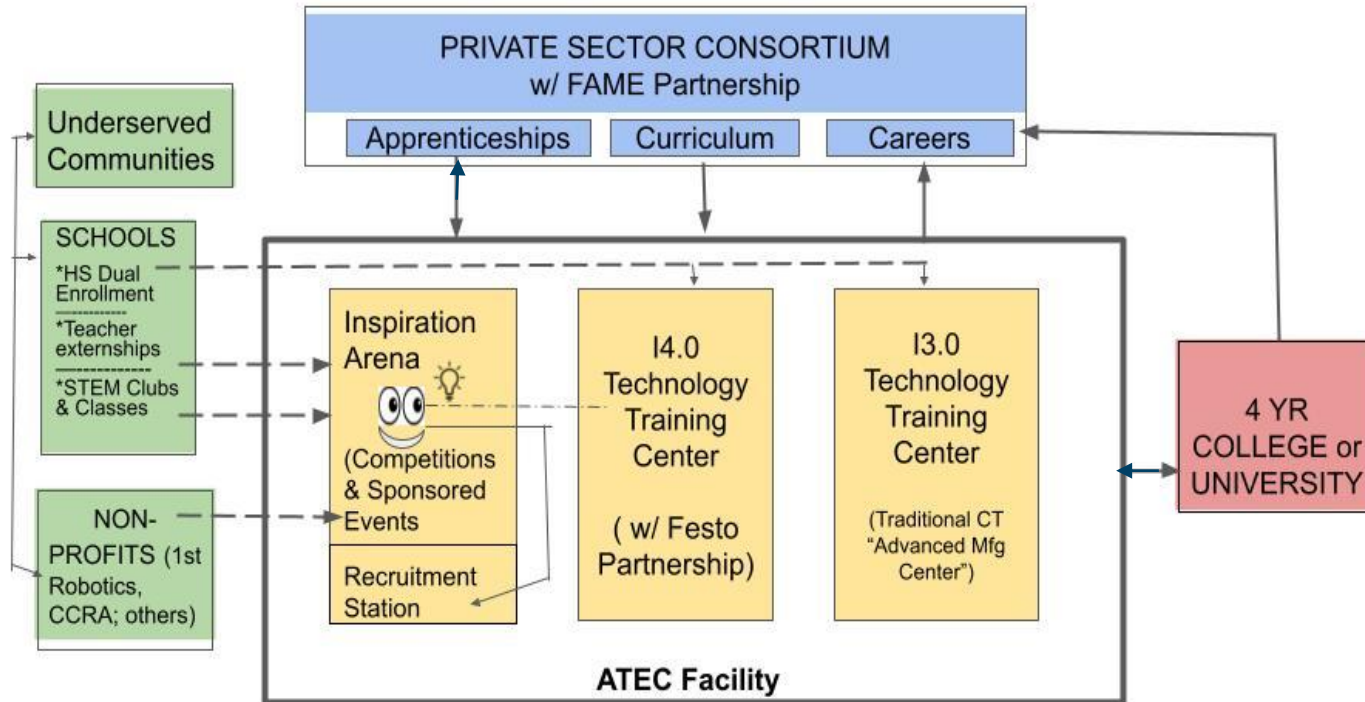 PRIVATE SECTOR CONSORTIUM
w/ FAME Partnership
Apprenticeships
Curriculum
Careers
Underserved
Communities
SCHOOLS
*HS Dual
Enrollment
------------
*Teacher
externships
---------------
*STEM Clubs
& Classes
NON-
PROFITS (1st
Robotics,
CCRA; others)
Inspiration
Arena
(Competitions
& Sponsored
Events
Recruitment
Station
I4.0
Technology
Training
Center
( w/ Festo
Partnership)
I3.0
Technology
Training
Center
(Traditional CT
“Advanced Mfg
Center”)
4 YR
COLLEGE or
UNIVERSITY
ATEC Facility